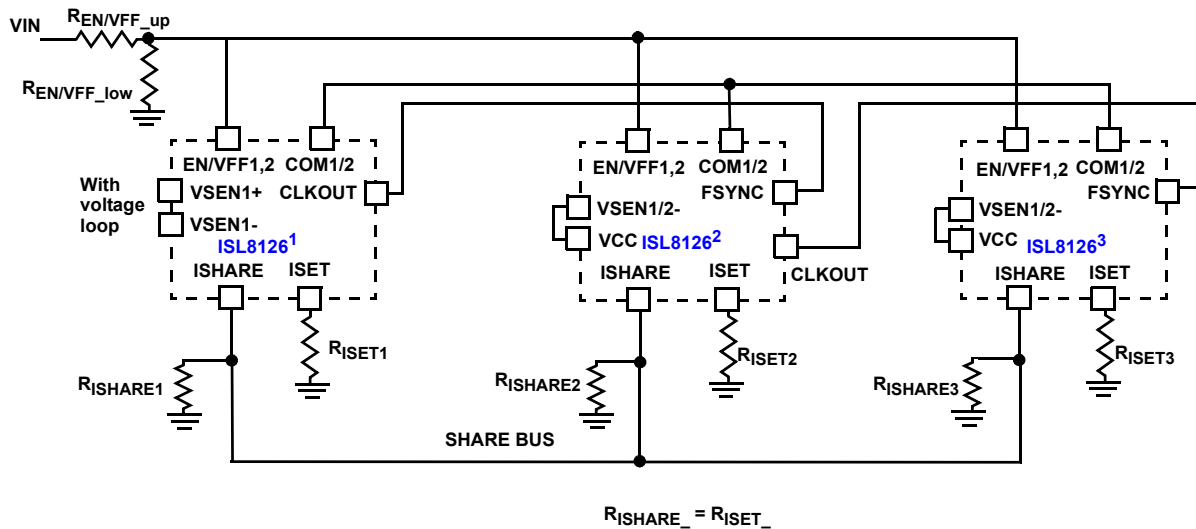 VIN
REN/VFF_up
REN/VFF_low
EN/VFF1,2
COM1/2
With
voltage
loop
VSEN1+
CLKOUT
VSEN1-
ISL8126¹
ISHARE
ISET
RISHARE1
RISET1
EN/VFF1,2
COM1/2
FSYNC
VSEN1/2-
VCC
ISL8126²
CLKOUT
ISHARE
ISET
RISHARE2
RISET2
EN/VFF1,2
COM1/2
FSYNC
VSEN1/2-
VCC
ISL8126³
ISHARE
ISET
RISHARE3
RISET3
SHARE BUS
RISHARE_ = RISET_